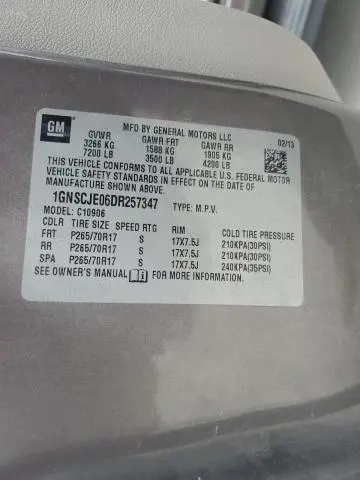 GM
MFD BY GENERAL MOTORS LLC
02/13
GVWR GAWR FRT GAWR RR
3266 KG 1588 KG 1906 KG
7200 LB 3500 LB 4200 LB
THIS VEHICLE CONFORMS TO ALL APPLICABLE U.S. FEDERAL MOTOR
VEHICLE SAFETY STANDARDS IN EFFECT ON THE DATE OF
MANUFACTURE SHOWN ABOVE.
1GNSCJE06DR257347 TYPE: M.P.V.
MODEL: C10906
CDLR TIRE SIZE SPEED RTG RIM COLD TIRE PRESSURE
FRT P265/70R17 S 17X7.5J 210KPA(30PSI)
RR P265/70R17 S 17X7.5J 210KPA(30PSI)
SPA P265/70R17 S 17X7.5J 240KPA(35PSI)
SEE OWNER'S MANUAL FOR ADDITIONAL INFORMATION.